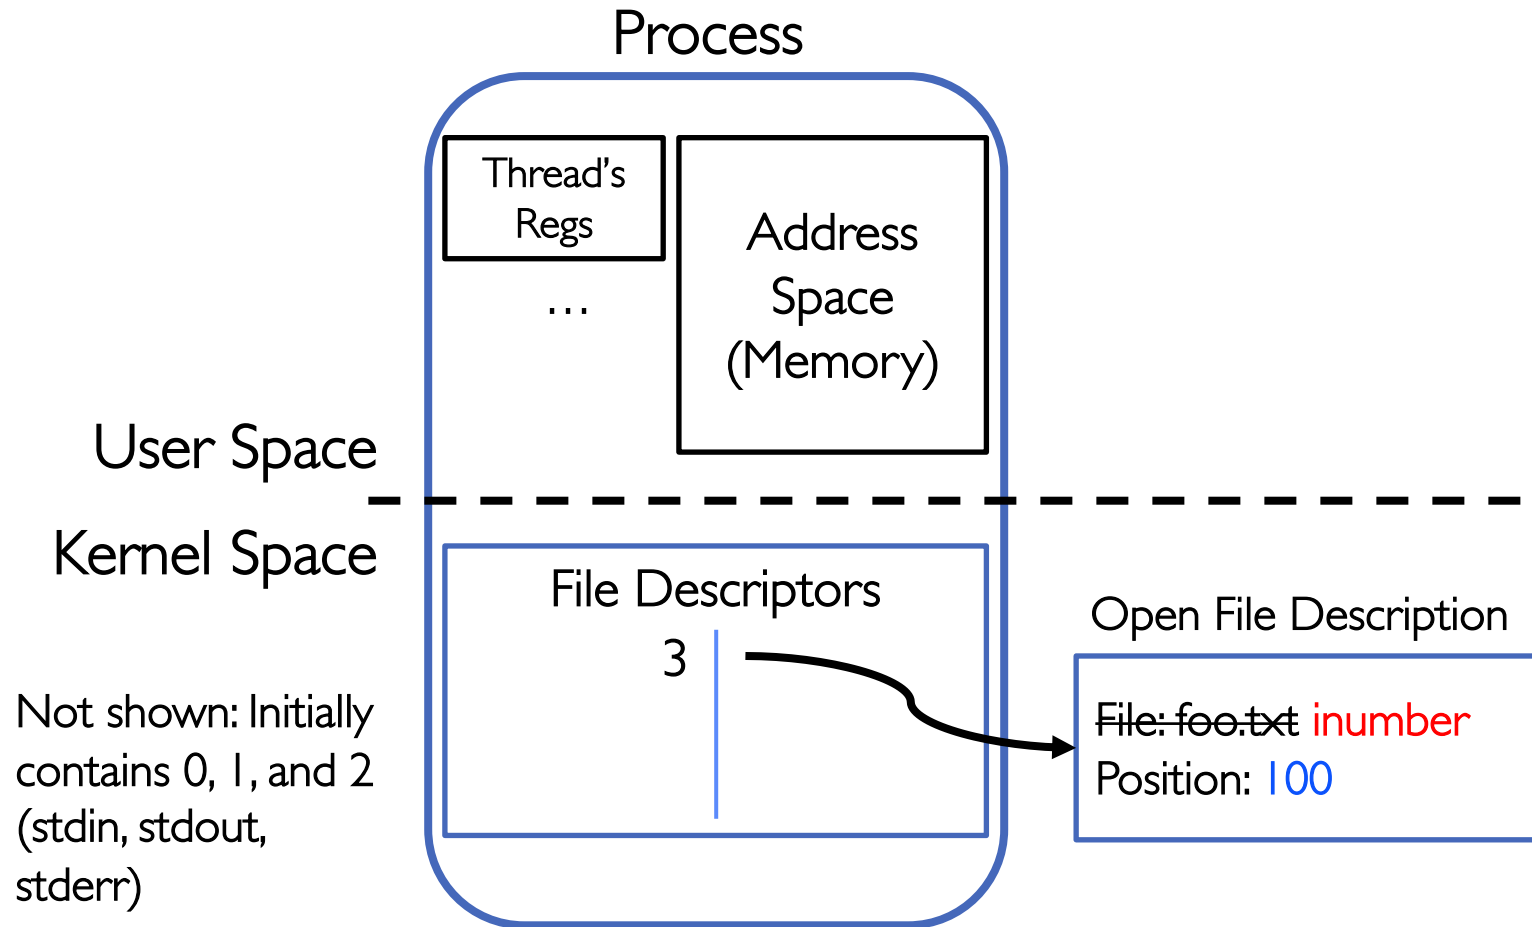 Process
Thread's
Regs
...
Address
Space
(Memory)
User Space
Kernel Space
File Descriptors
3
Open File Description
File: foo.txt inumber
Position: 100
Not shown: Initially
contains 0, 1, and 2
(stdin, stdout,
stderr)